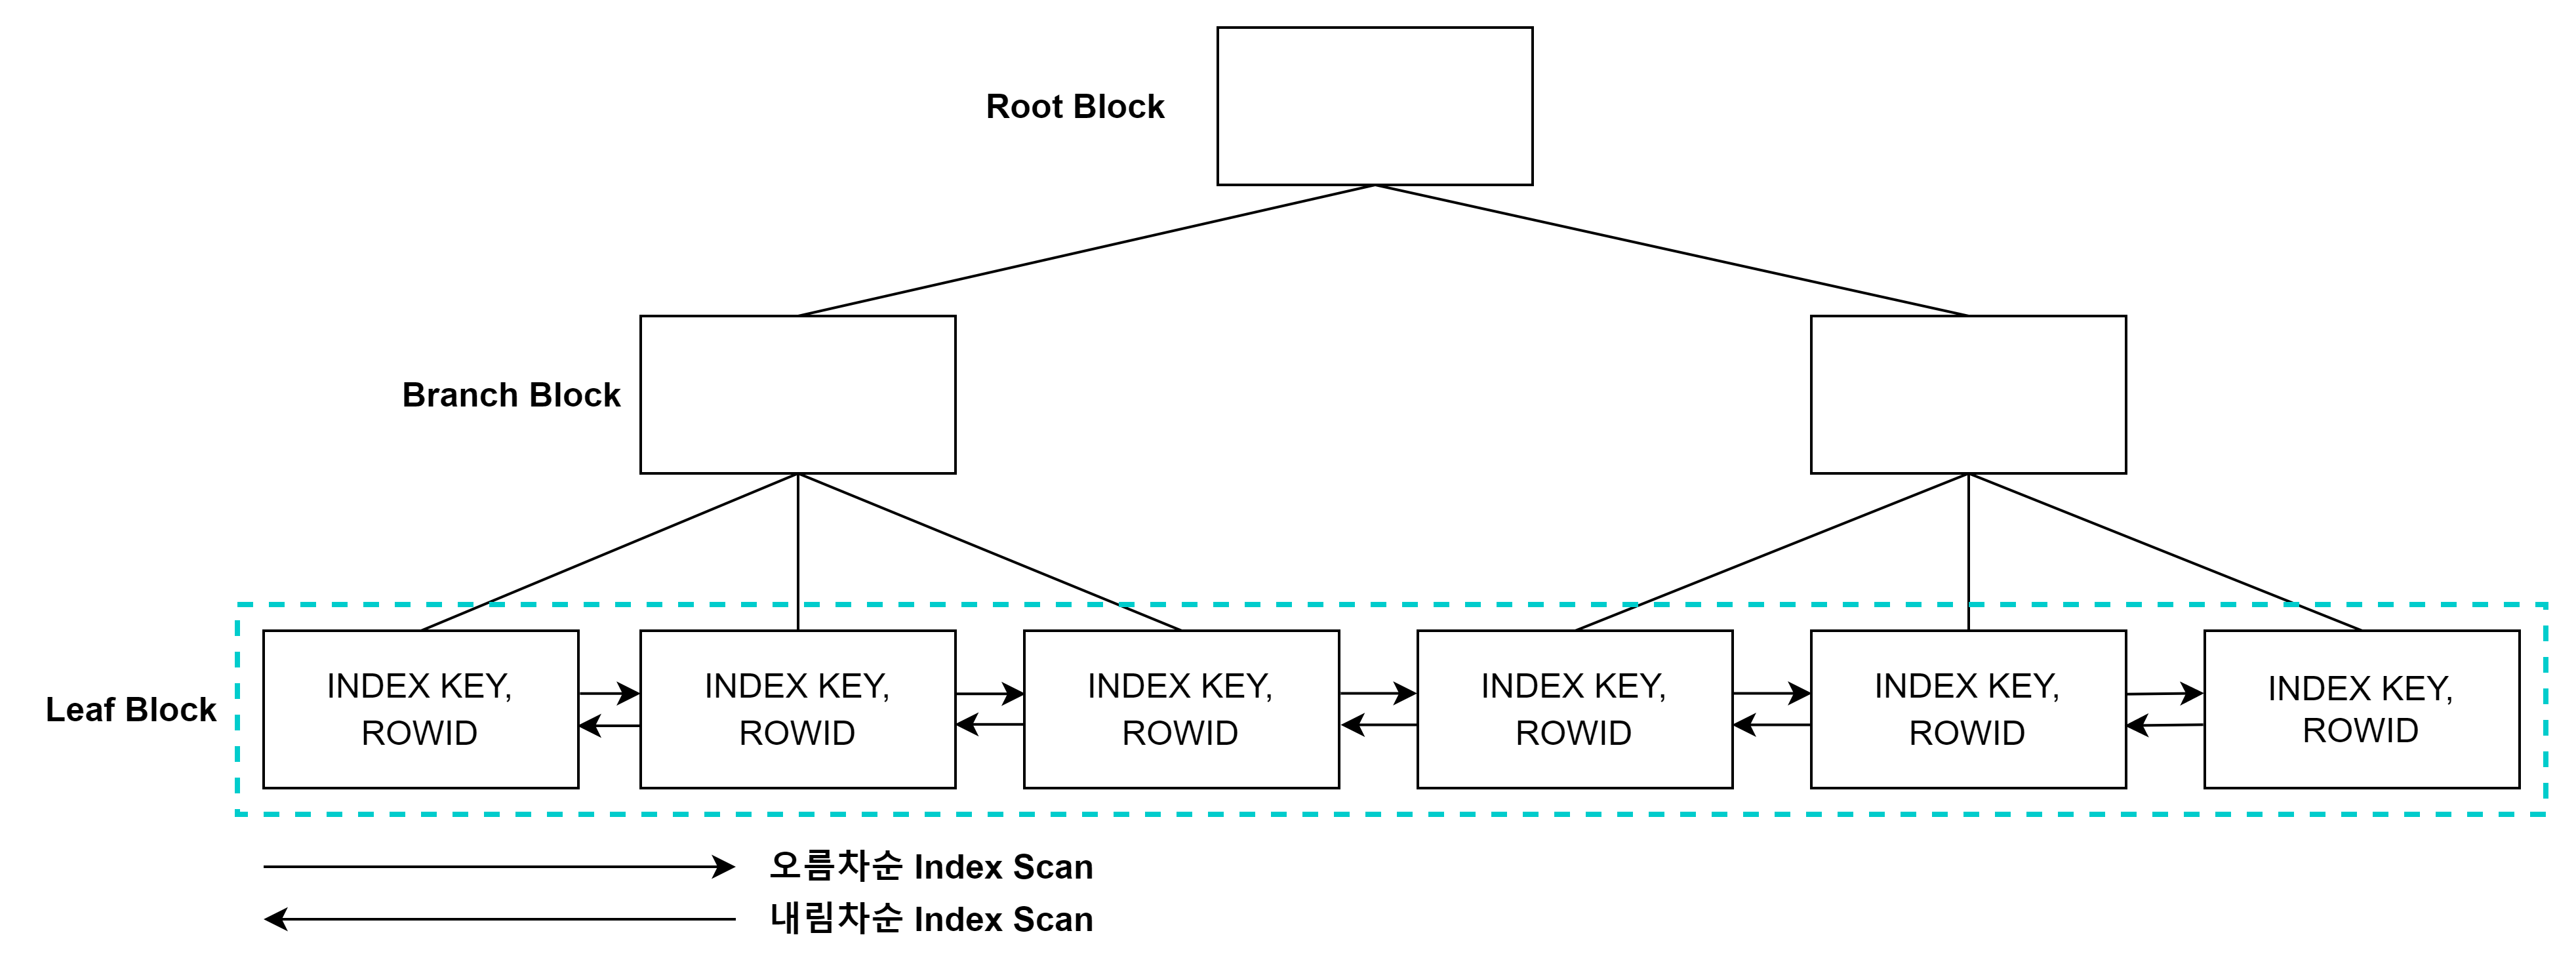 Root Block
Branch Block
Leaf Block
INDEX KEY,
ROWID
INDEX KEY,
ROWID
INDEX KEY,
ROWID
INDEX KEY,
ROWID
INDEX KEY,
ROWID
INDEX KEY,
ROWID
오름차순 Index Scan
내림차순 Index Scan